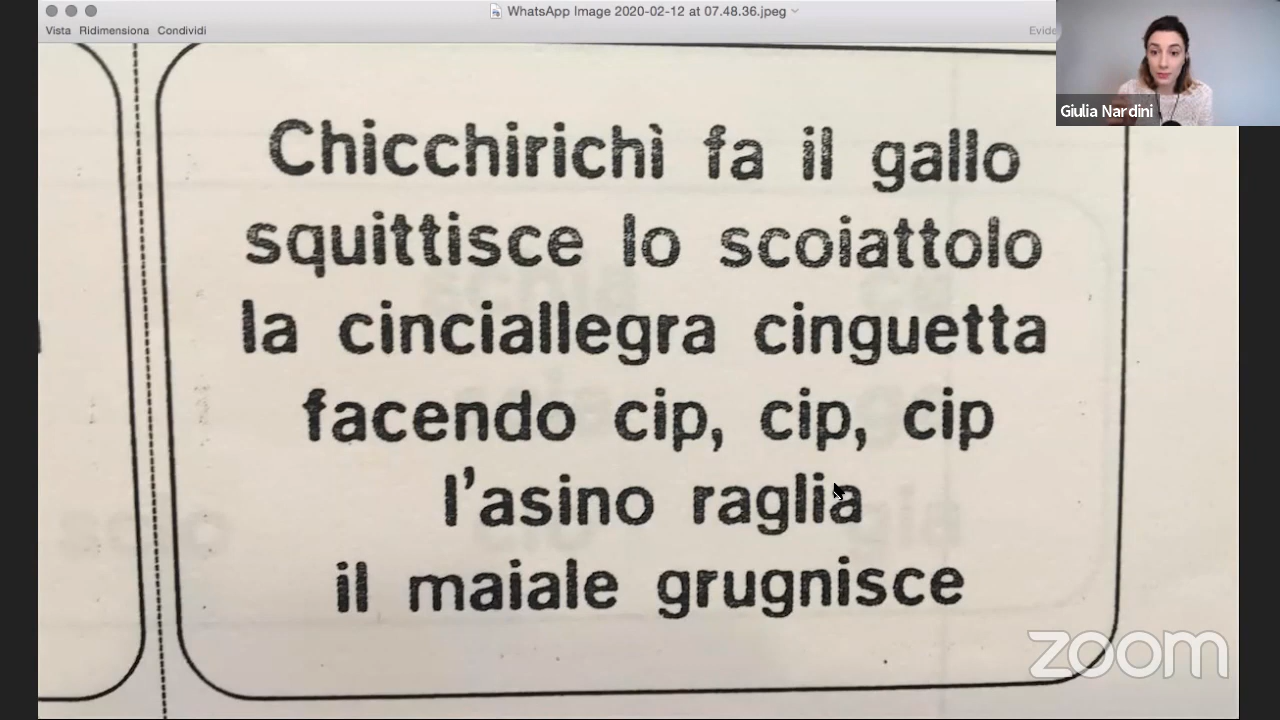 WhatsApp Image 2020-02-12 at 07.48.36.jpeg
Vista Ridimensiona Condividi
Giulia Nardini
Chicchirichì fa il gallo
squittisce lo scoiattolo
la cinciallegra cinguetta
facendo cip, cip, cip
l'asino raglia
il maiale grugnisce
zoom